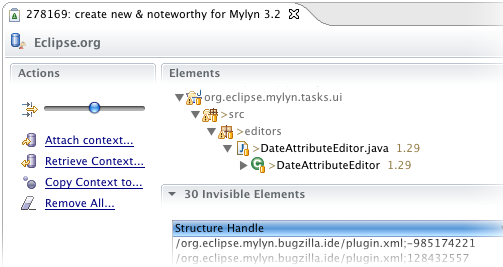 278169: create new & noteworthy for Mylyn 3.2
Eclipse.org
Actions
Attach context...
Retrieve Context...
Copy Context to...
Remove All...
Elements
org.eclipse.mylyn.tasks.ui
>src
>editors
>DateAttributeEditor.java 1.29
>DateAttributeEditor 1.29
30 Invisible Elements
Structure Handle
/org.eclipse.mylyn.bugzilla.ide/plugin.xml;-985174221
/org.eclipse.mylyn.bugzilla.ide/plugin.xml;128432557